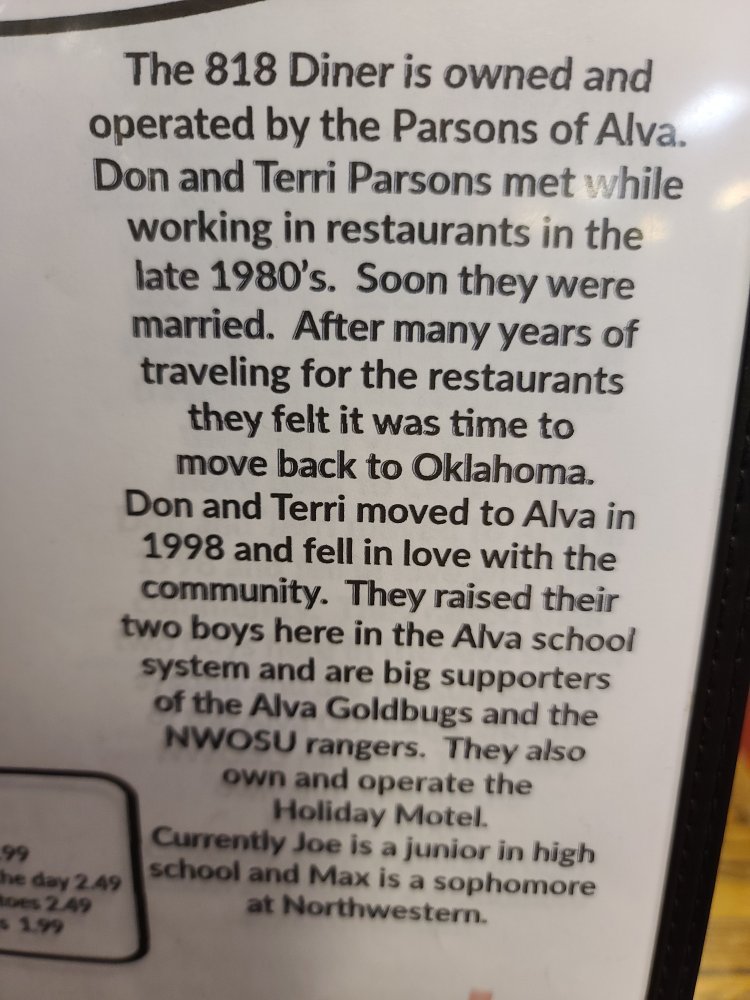 The 818 Diner is owned and
operated by the Parsons of Alva.
Don and Terri Parsons met while
working in restaurants in the
late 1980's.  Soon they were
married.  After many years of
traveling for the restaurants
they felt it was time to
move back to Oklahoma.
Don and Terri moved to Alva in
1998 and fell in love with the
community.  They raised their
two boys here in the Alva school
system and are big supporters
of the Alva Goldbugs and the
NWOSU rangers.  They also
own and operate the
Holiday Motel.
Currently Joe is a junior in high
school and Max is a sophomore
at Northwestern.
.99
he day 2.49
toes 2.49
s 1.99